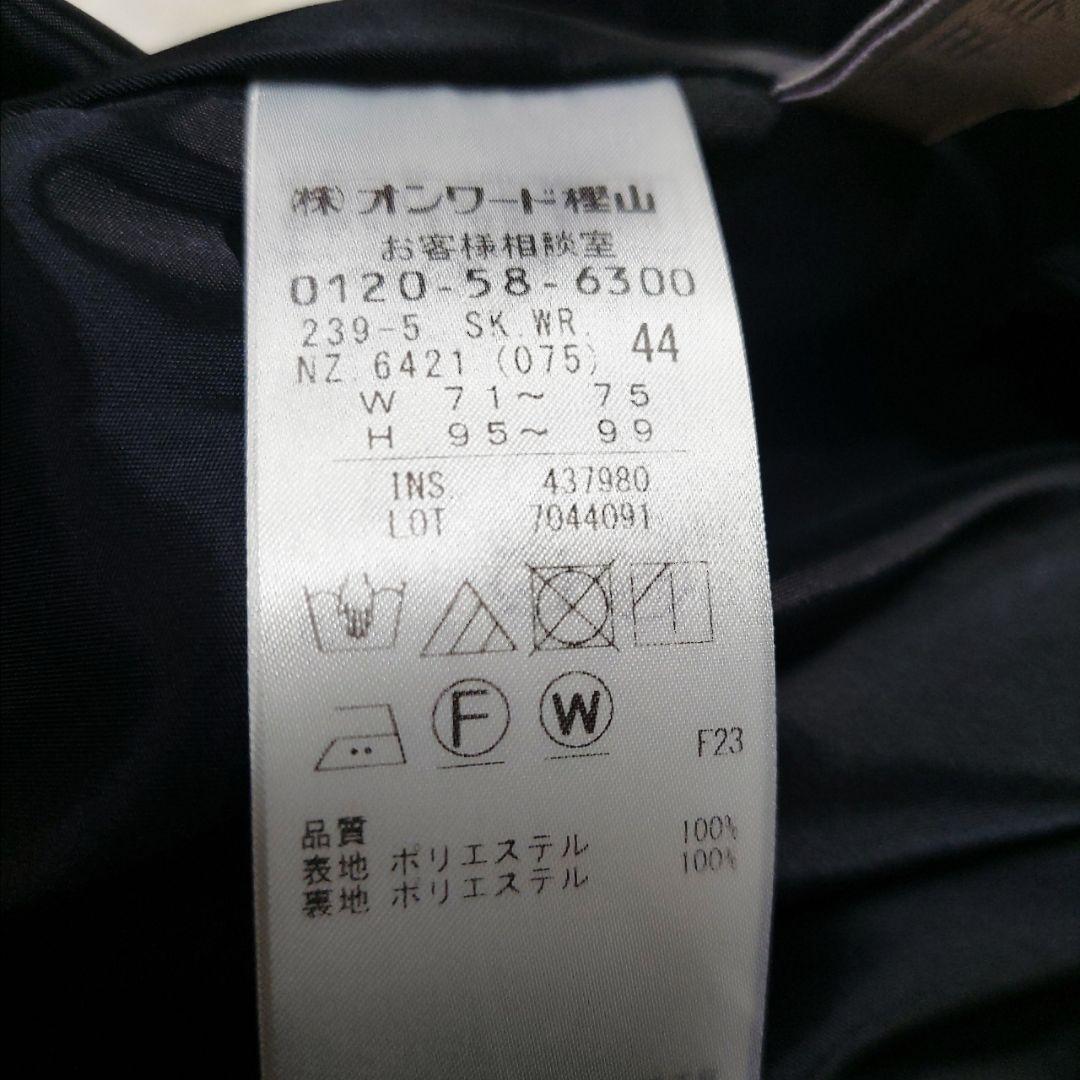 (株)オンワード樫山
お客様相談室
0120-58-6300
239-5 SK.WR.
NZ.6421 (075) 44
W 71～ 75
H 95～ 99
INS. 437980
LOT 7044091
F
W
F23
品質
表地 ポリエステル 100%
裏地 ポリエステル 100%